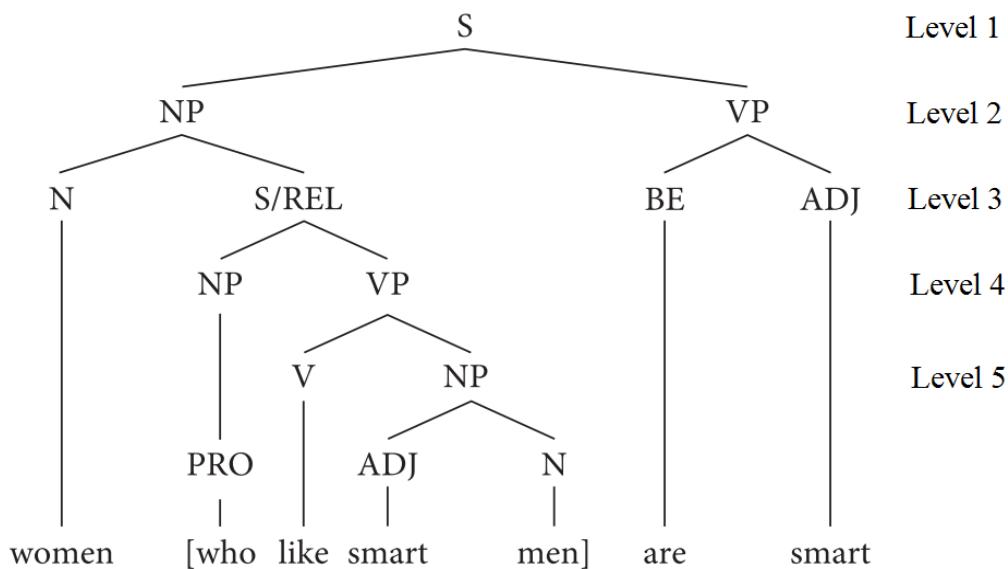 S Level 1
NP VP Level 2
N S/REL BE ADJ Level 3
NP VP Level 4
V NP Level 5
PRO ADJ N
women [who like smart men] are smart